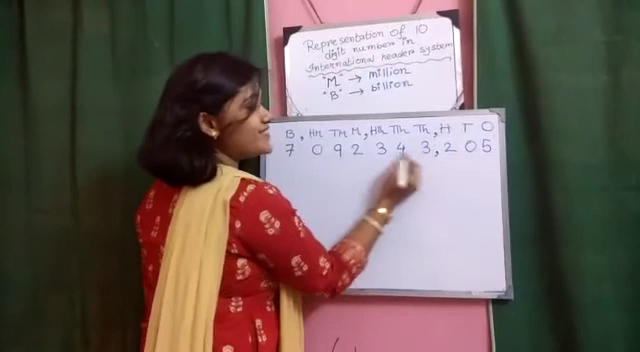 Representation of 10
digit number in
International reader system
"M" → million
"B" → billion
B, Hm TM M, Hth TTh Th, H T O
7 0 9 2 3 4 3, 2 0 5